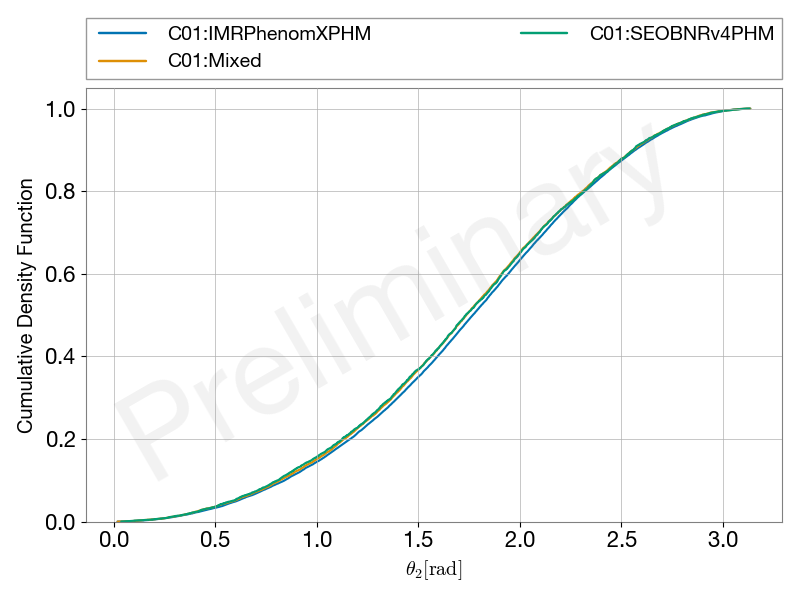 C01:IMRPhenomXPHM
C01:Mixed
C01:SEOBNRv4PHM
Preliminary
Cumulative Density Function
1.0
0.8
0.6
0.4
0.2
0.0
0.0 0.5 1.0 1.5 2.0 2.5 3.0
θ₂[rad]